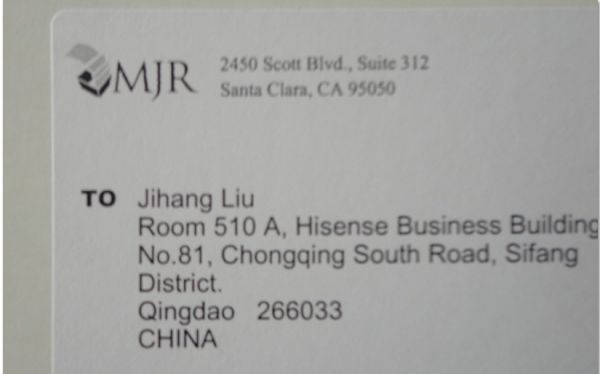 MJR
2450 Scott Blvd., Suite 312
Santa Clara, CA 95050
TO Jihang Liu
Room 510 A, Hisense Business Building
No.81, Chongqing South Road, Sifang
District.
Qingdao 266033
CHINA